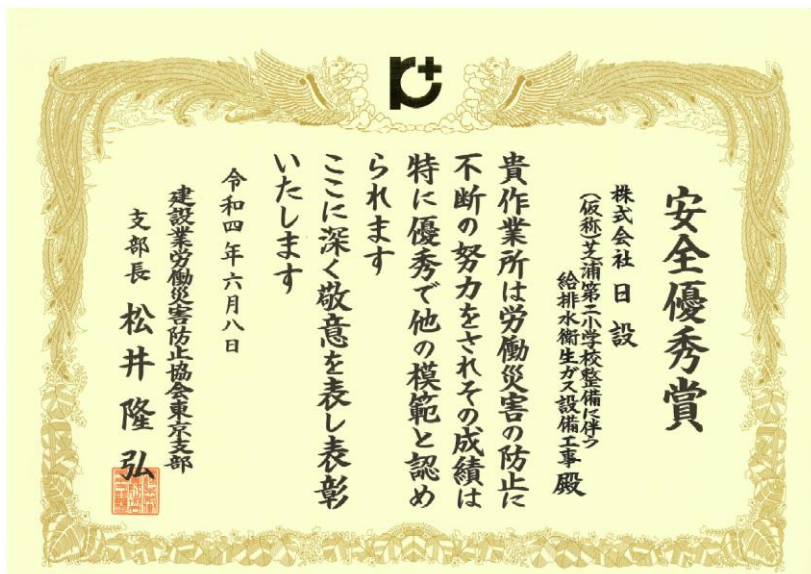 安全優秀賞
株式会社 日設
(仮称)芝浦第二小学校整備に伴う
給排水衛生ガス設備工事 殿
貴作業所は労働災害の防止に
不断の努力をされその成績は
特に優秀で他の模範と認め
られます
ここに深く敬意を表し表彰
いたします
令和四年六月八日
建設業労働災害防止協会東京支部
支部長 松井隆弘